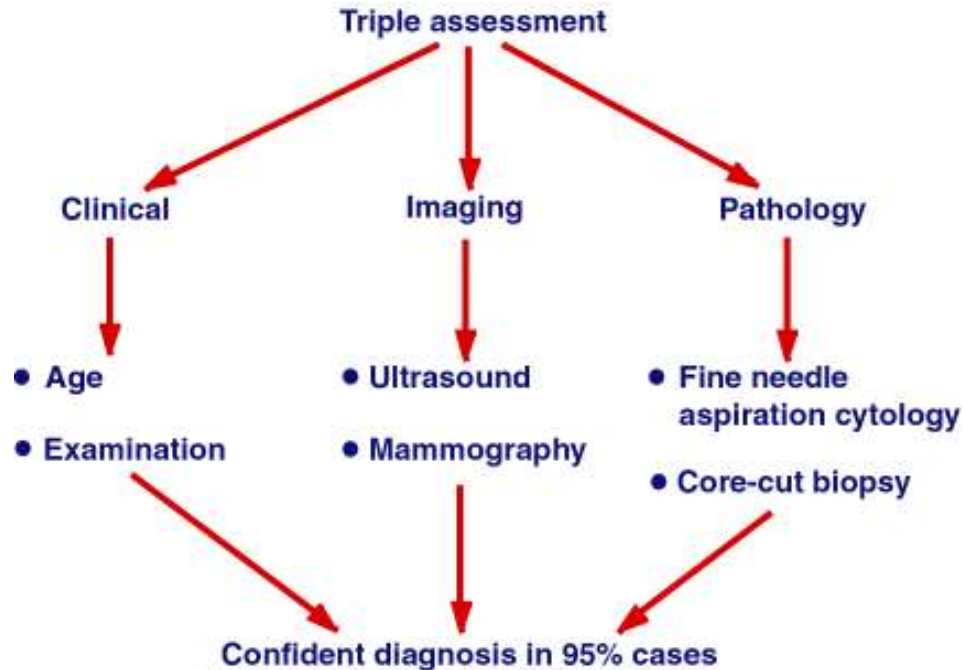 Triple assessment
Clinical
Imaging
Pathology
● Age
● Examination
● Ultrasound
● Mammography
● Fine needle
aspiration cytology
● Core-cut biopsy
Confident diagnosis in 95% cases